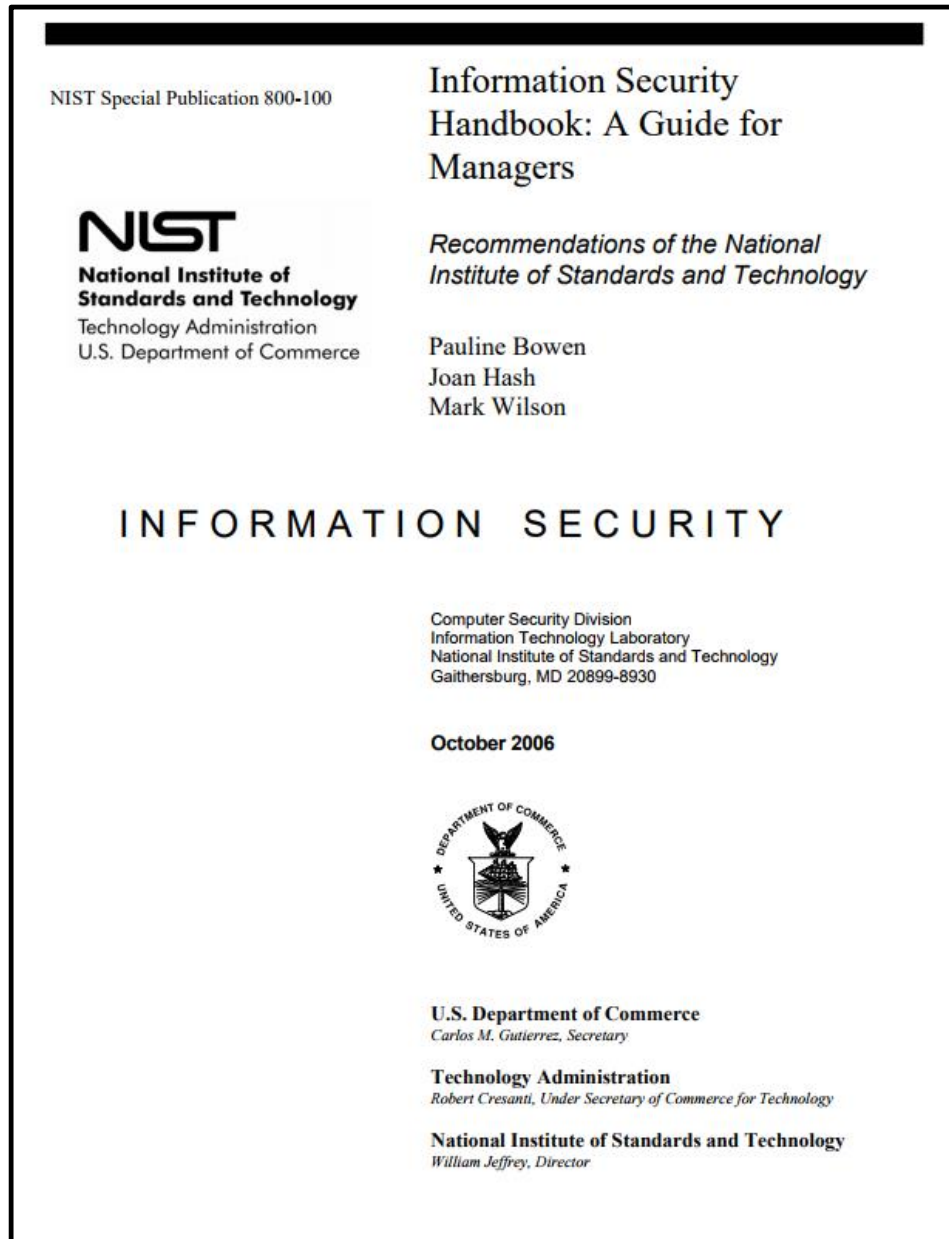 NIST Special Publication 800-100
Information Security
Handbook: A Guide for
Managers
NIST
National Institute of
Standards and Technology
Technology Administration
U.S. Department of Commerce
Recommendations of the National
Institute of Standards and Technology
Pauline Bowen
Joan Hash
Mark Wilson
INFORMATION SECURITY
Computer Security Division
Information Technology Laboratory
National Institute of Standards and Technology
Gaithersburg, MD 20899-8930
October 2006
DEPARTMENT OF COMMERCE
UNITED STATES OF AMERICA
U.S. Department of Commerce
Carlos M. Gutierrez, Secretary
Technology Administration
Robert Cresanti, Under Secretary of Commerce for Technology
National Institute of Standards and Technology
William Jeffrey, Director